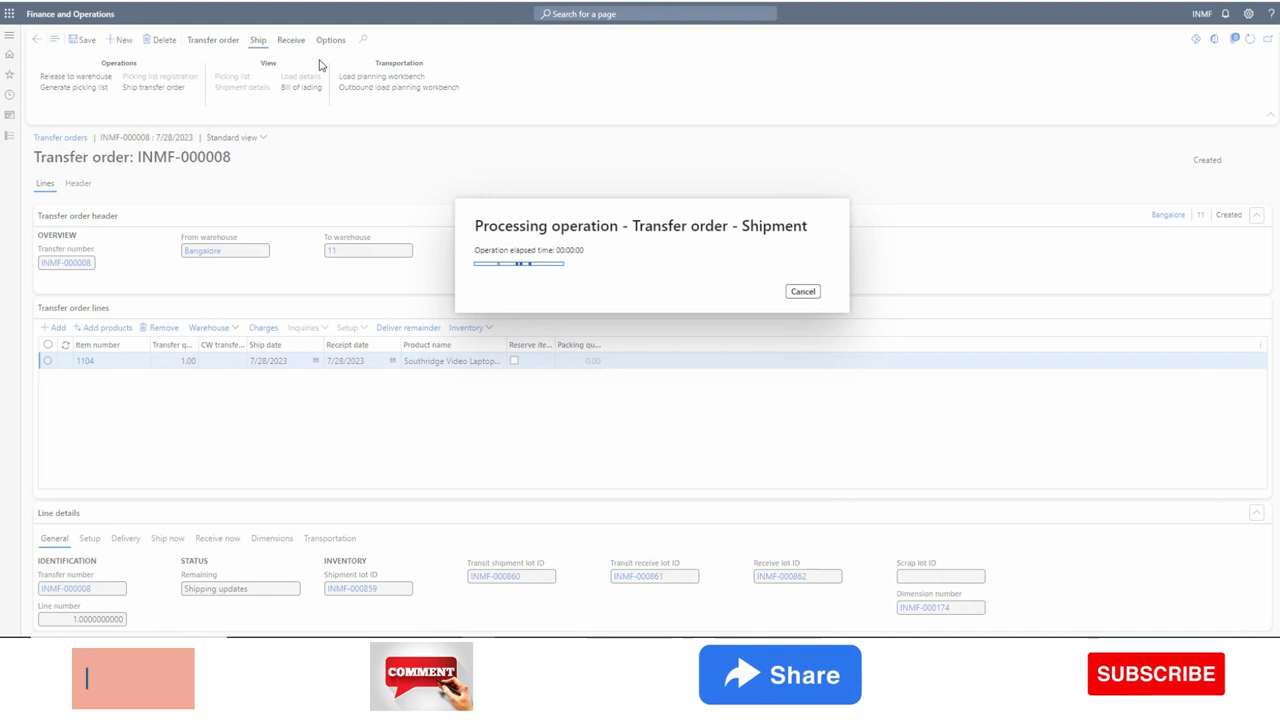 Finance and Operations
Search for a page
INMF
?
Save
New
Delete
Transfer order
Ship
Receive
Options
Operations
View
Transportation
Release to warehouse
Picking list registration
Picking list
Load details
Load planning workbench
Generate picking list
Ship transfer order
Shipment details
Bill of lading
Outbound load planning workbench
Transfer orders | INMF-000008 : 7/28/2023 | Standard view
Transfer order: INMF-000008
Created
Lines
Header
Transfer order header
Bangalore
11
Created
OVERVIEW
Transfer number
INMF-000008
From warehouse
Bangalore
To warehouse
11
Processing operation - Transfer order - Shipment
Operation elapsed time: 00:00:00
Cancel
Transfer order lines
+ Add
Add products
Remove
Warehouse
Charges
Inquiries
Setup
Deliver remainder
Inventory
Item number
Transfer q...
CW transfe...
Ship date
Receipt date
Product name
Reserve ite...
Packing qu...
1104
1.00
7/28/2023
7/28/2023
Southridge Video Laptop...
0.00
Line details
General
Setup
Delivery
Ship now
Receive now
Dimensions
Transportation
IDENTIFICATION
Transfer number
INMF-000008
Line number
1.0000000000
STATUS
Remaining
Shipping updates
INVENTORY
Shipment lot ID
INMF-000859
Transit shipment lot ID
INMF-000860
Transit receive lot ID
INMF-000861
Receive lot ID
INMF-000862
Scrap lot ID
Dimension number
INMF-000174
COMMENT
Share
SUBSCRIBE